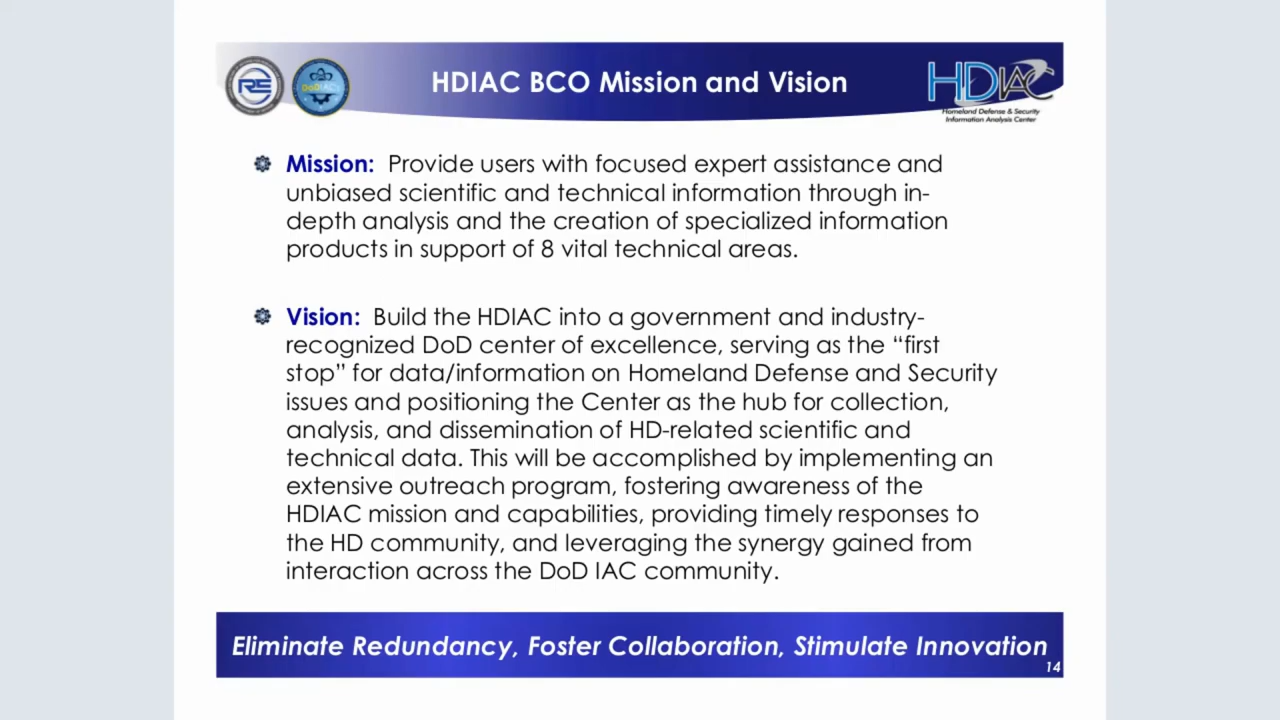 HDIAC BCO Mission and Vision
RE
DoDIACs
HDIAC
Homeland Defense & Security
Information Analysis Center
Mission: Provide users with focused expert assistance and
unbiased scientific and technical information through in-
depth analysis and the creation of specialized information
products in support of 8 vital technical areas.
Vision: Build the HDIAC into a government and industry-
recognized DoD center of excellence, serving as the “first
stop” for data/information on Homeland Defense and Security
issues and positioning the Center as the hub for collection,
analysis, and dissemination of HD-related scientific and
technical data. This will be accomplished by implementing an
extensive outreach program, fostering awareness of the
HDIAC mission and capabilities, providing timely responses to
the HD community, and leveraging the synergy gained from
interaction across the DoD IAC community.
Eliminate Redundancy, Foster Collaboration, Stimulate Innovation
14